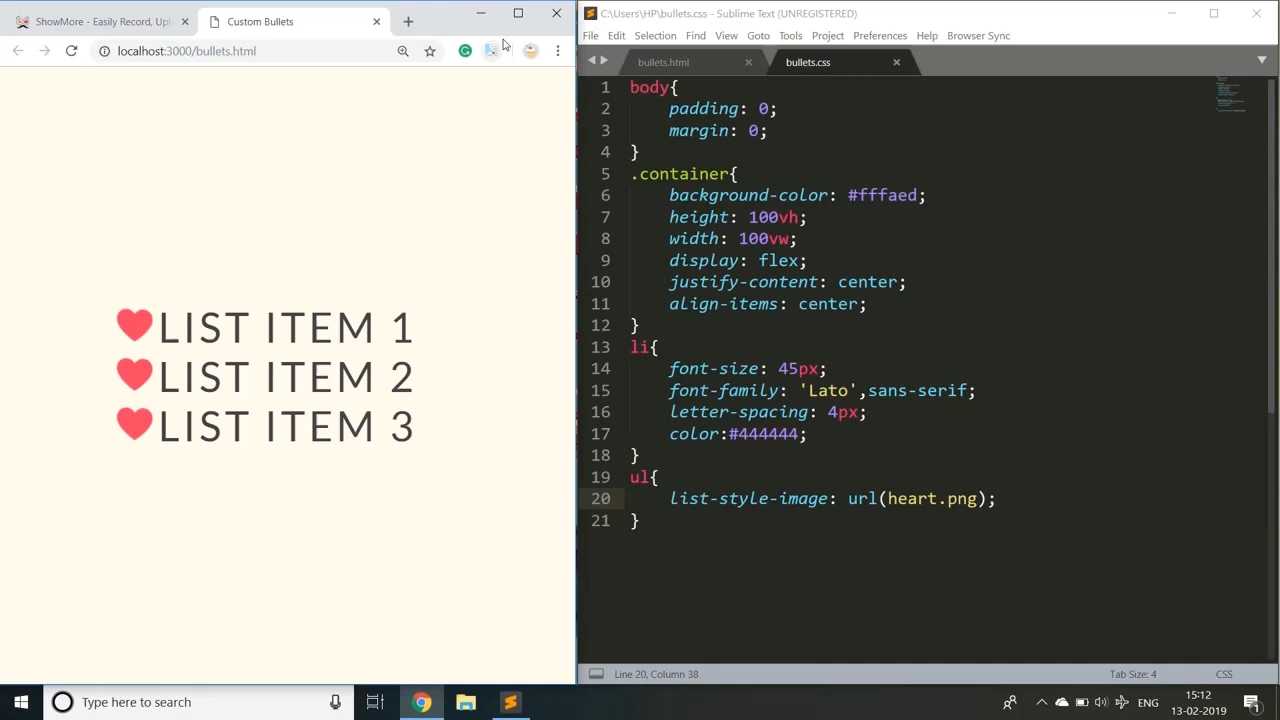 ShowMore - Easily Record, Upl
Custom Bullets
localhost:3000/bullets.html
LIST ITEM 1
LIST ITEM 2
LIST ITEM 3
C:\Users\HP\bullets.css - Sublime Text (UNREGISTERED)
File Edit Selection Find View Goto Tools Project Preferences Help Browser Sync
bullets.html
bullets.css
1 body{
2 padding: 0;
3 margin: 0;
4 }
5 .container{
6 background-color: #fffaed;
7 height: 100vh;
8 width: 100vw;
9 display: flex;
10 justify-content: center;
11 align-items: center;
12 }
13 li{
14 font-size: 45px;
15 font-family: 'Lato',sans-serif;
16 letter-spacing: 4px;
17 color:#444444;
18 }
19 ul{
20 list-style-image: url(heart.png);
21 }
Line 20, Column 38
Tab Size: 4
CSS
Type here to search
ENG
15:12
13-02-2019
1